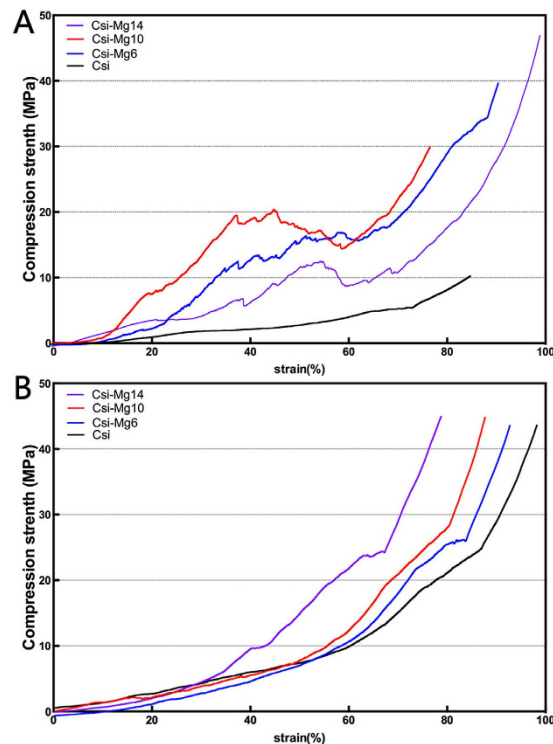 A
Csi-Mg14
Csi-Mg10
Csi-Mg6
Csi
Compression strenth (MPa)
50
40
30
20
10
0
0 20 40 60 80 100
strain(%)
B
Csi-Mg14
Csi-Mg10
Csi-Mg6
Csi
Compression strenth (MPa)
50
40
30
20
10
0
0 20 40 60 80 100
strain(%)